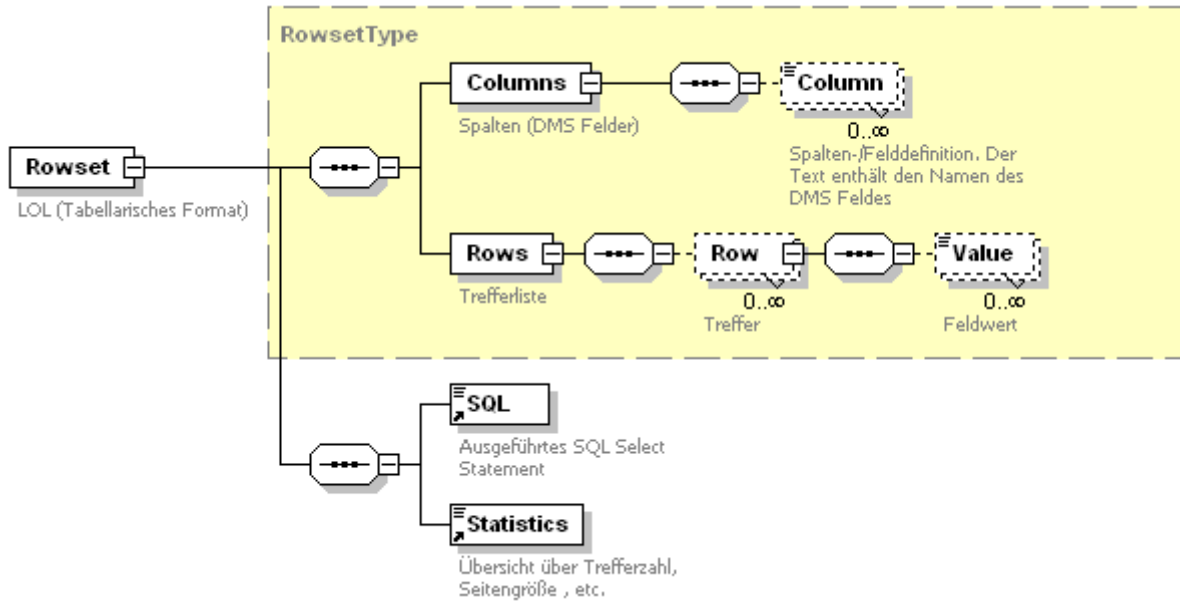 RowsetType
Columns
Column
Spalten (DMS Felder)
0..∞
Spalten-/Felddefinition. Der
Text enthält den Namen des
DMS Feldes
Rowset
LOL (Tabellarisches Format)
Rows
Row
Value
Trefferliste
0..∞
0..∞
Treffer
Feldwert
SQL
Ausgeführtes SQL Select
Statement
Statistics
Übersicht über Trefferzahl,
Seitengröße , etc.